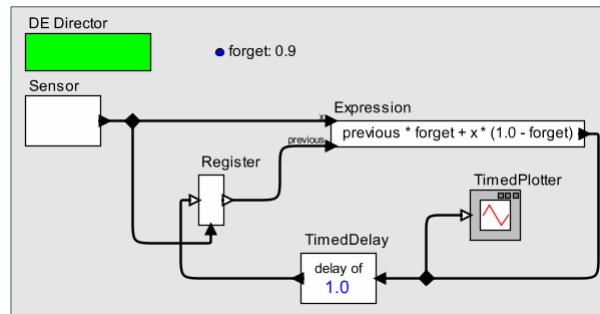 DE Director
forget: 0.9
Sensor
Expression
x
previous * forget + x * (1.0 - forget)
previous
Register
TimedPlotter
TimedDelay
delay of
1.0